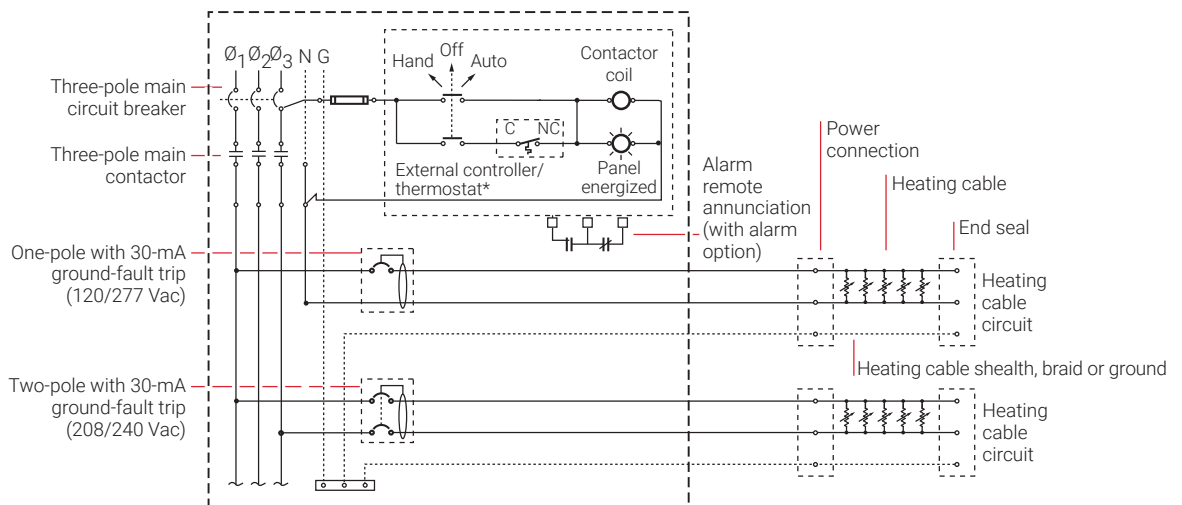 Ø1 Ø2 Ø3 N G
Hand
Off
Auto
Contactor
coil
Three-pole main
circuit breaker
C NC
Three-pole main
contactor
External controller/
thermostat*
Panel
energized
Alarm
remote
annunciation
(with alarm
option)
Power
connection
Heating cable
End seal
One-pole with 30-mA
ground-fault trip
(120/277 Vac)
Heating
cable
circuit
Heating cable shealth, braid or ground
Two-pole with 30-mA
ground-fault trip
(208/240 Vac)
Heating
cable
circuit